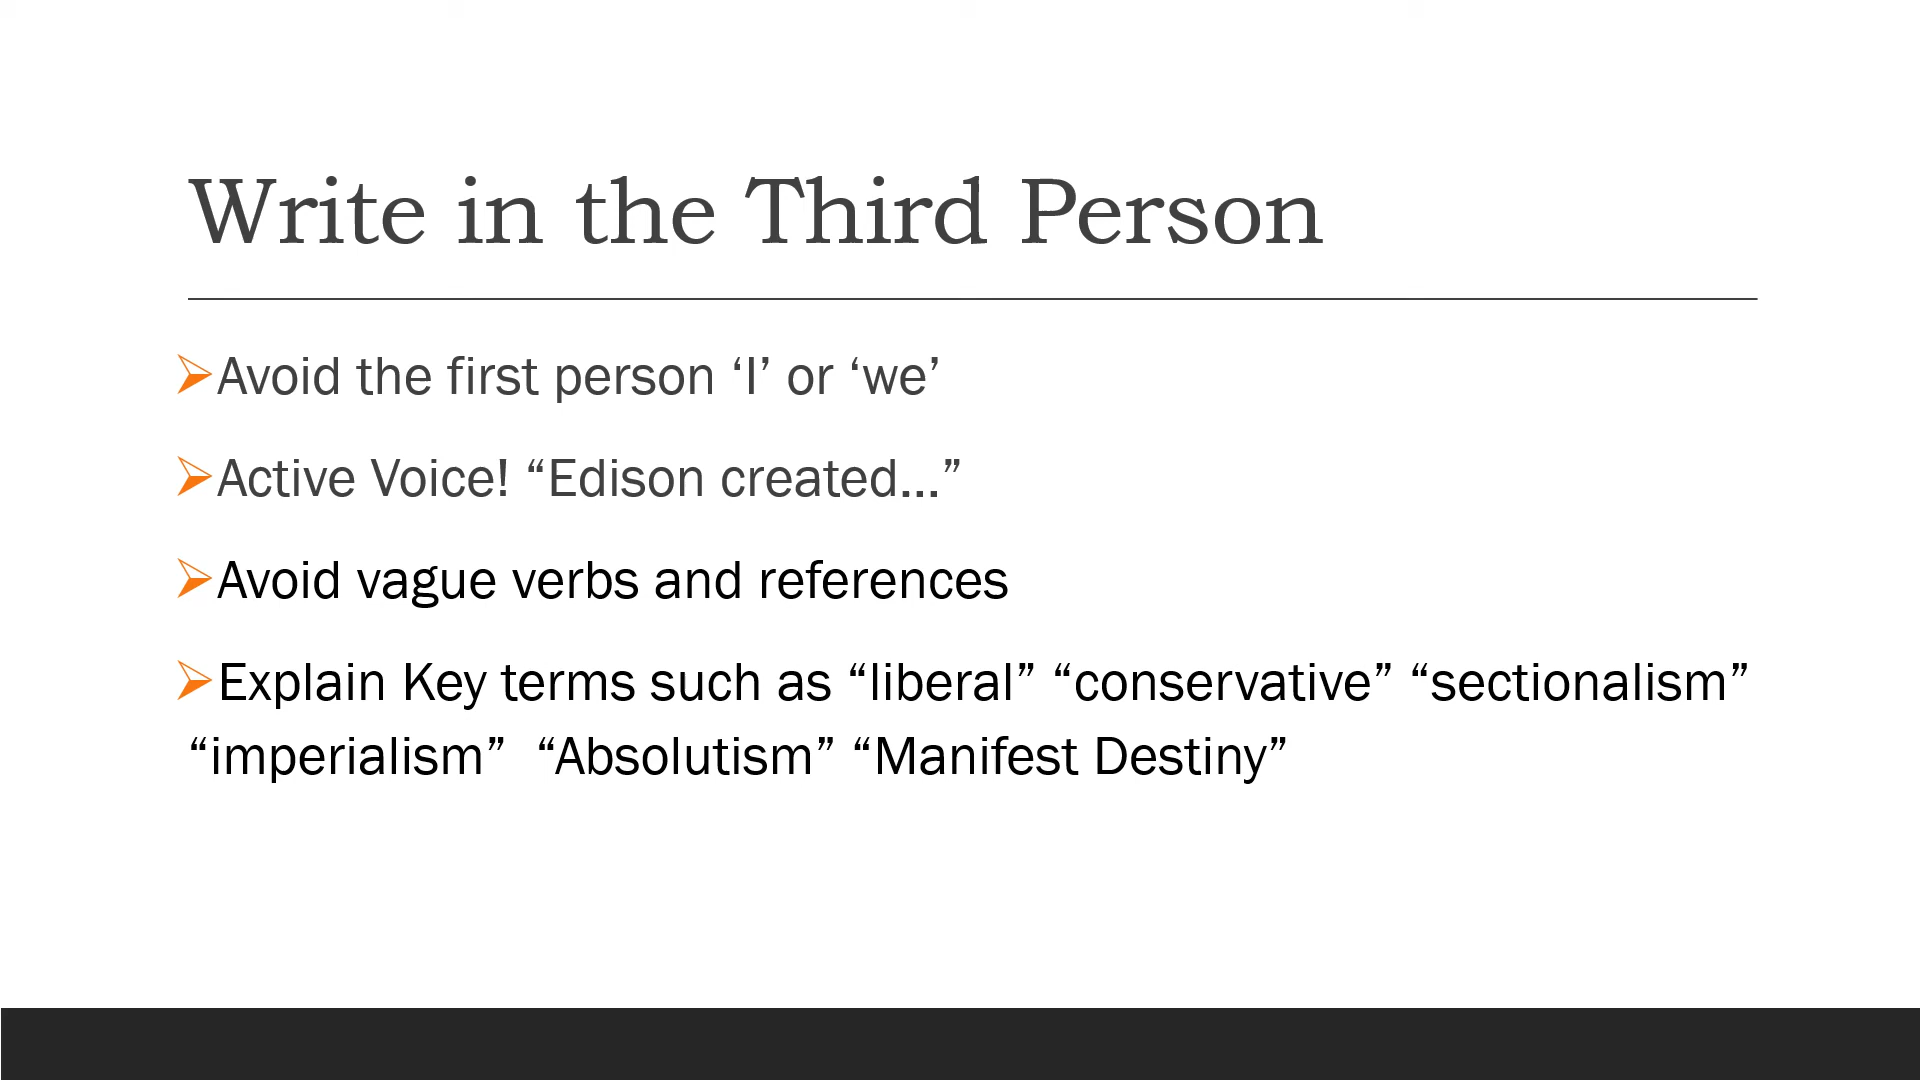 Write in the Third Person
Avoid the first person ‘I’ or ‘we’
Active Voice! “Edison created…”
Avoid vague verbs and references
Explain Key terms such as “liberal” “conservative” “sectionalism”
“imperialism”  “Absolutism” “Manifest Destiny”